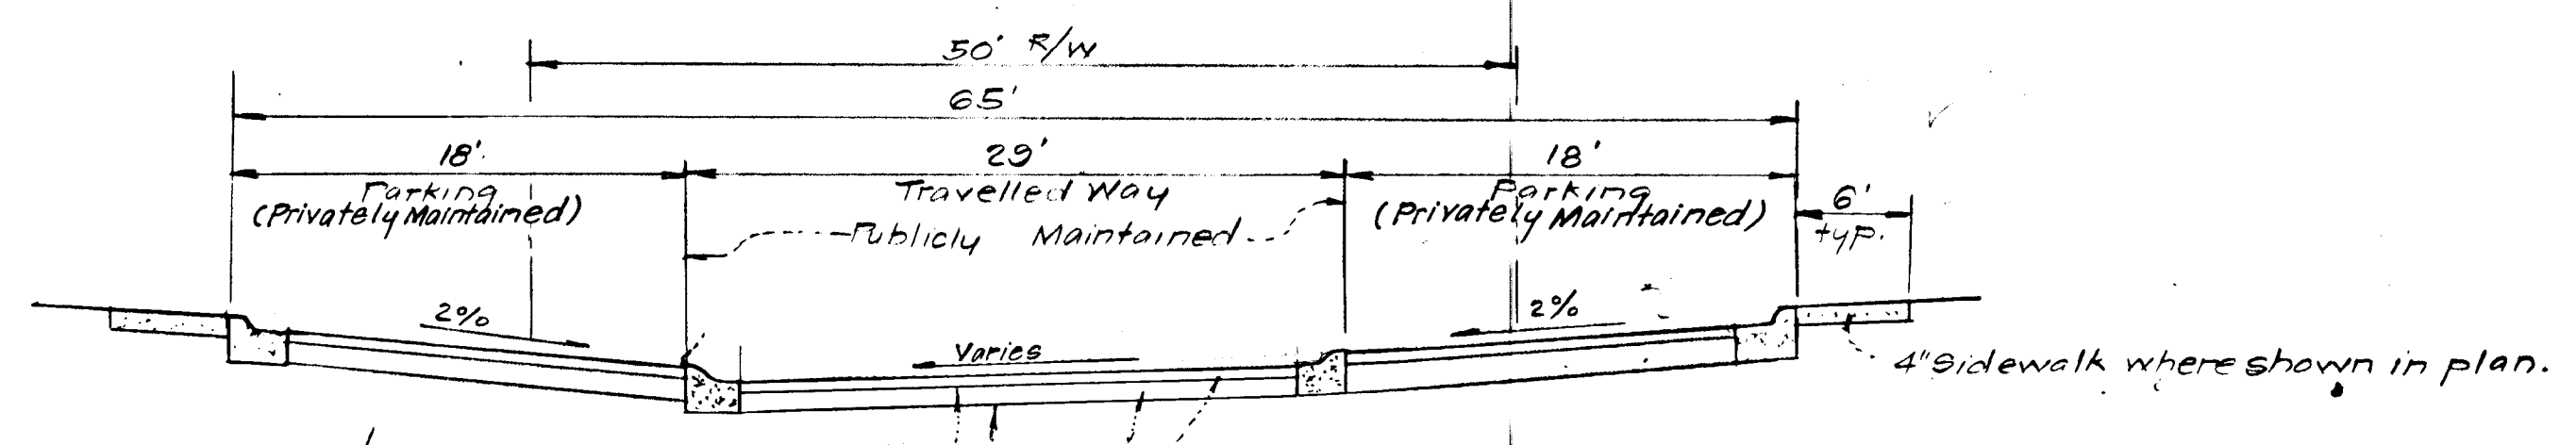 50' R/W
65'
18' 29' 18'
Parking Travelled Way Parking
(Privately Maintained) (Privately Maintained) 6'
Publicly Maintained typ.
2% 2%
Varies
4" Sidewalk where shown in plan.